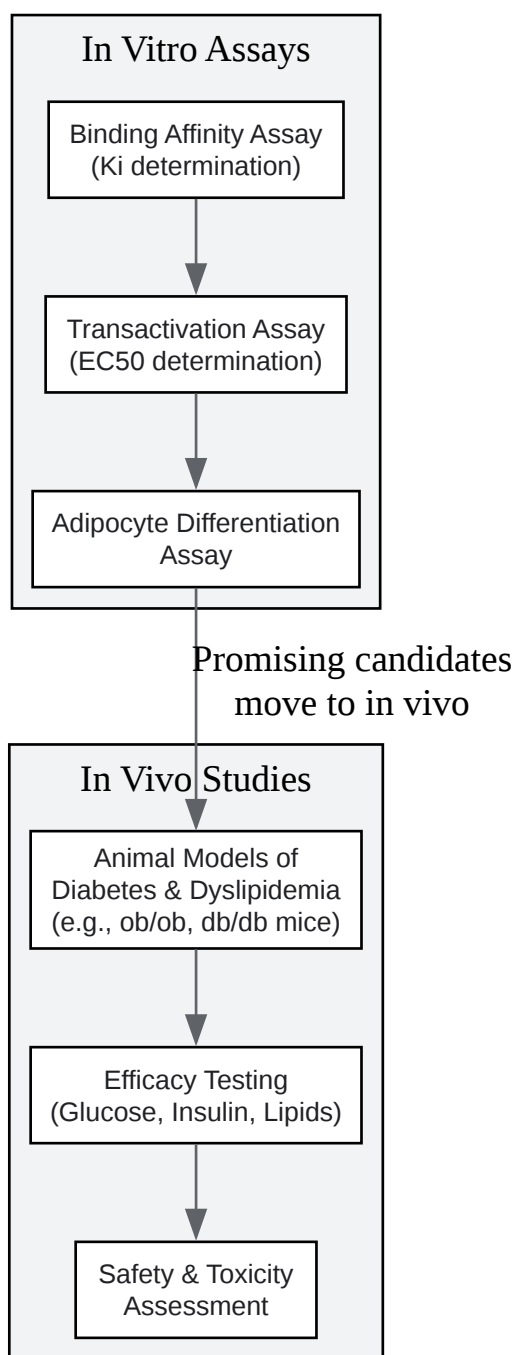 In Vitro Assays
Binding Affinity Assay
(Ki determination)
Transactivation Assay
(EC50 determination)
Adipocyte Differentiation
Assay
Promising candidates
move to in vivo
In Vivo Studies
Animal Models of
Diabetes & Dyslipidemia
(e.g., ob/ob, db/db mice)
Efficacy Testing
(Glucose, Insulin, Lipids)
Safety & Toxicity
Assessment